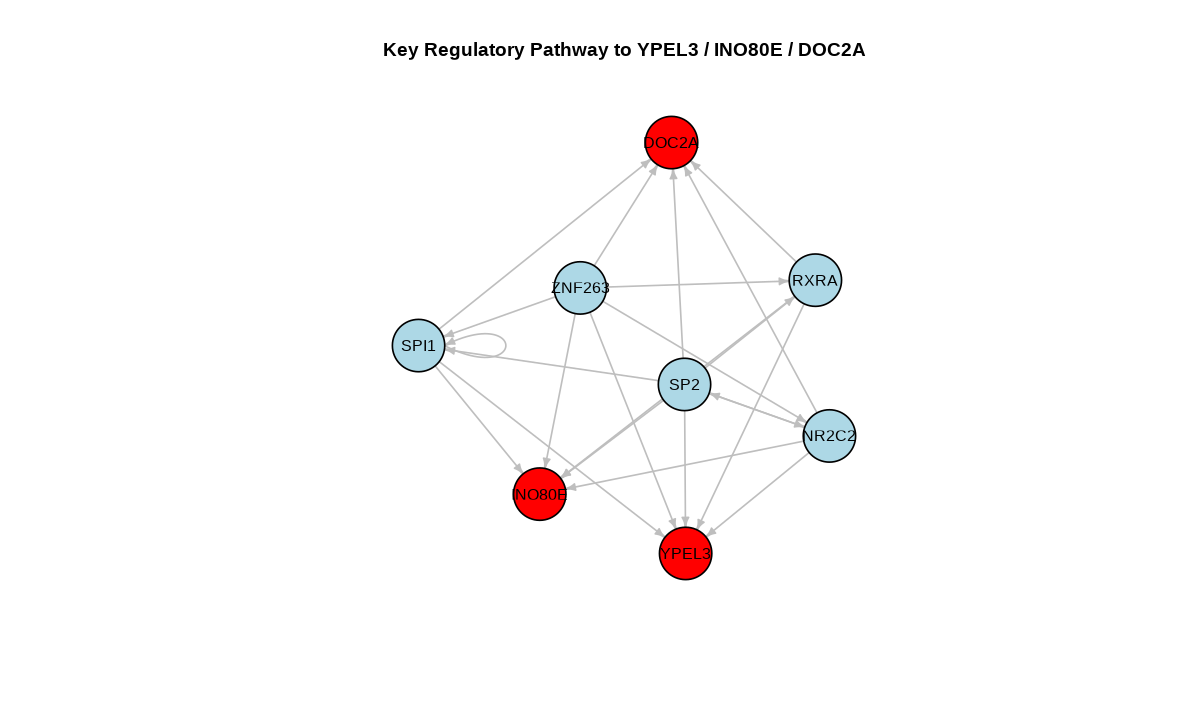 Key Regulatory Pathway to YPEL3 / INO80E / DOC2A
DOC2A
RXRA
ZNF263
SPI1
SP2
NR2C2
INO80E
YPEL3